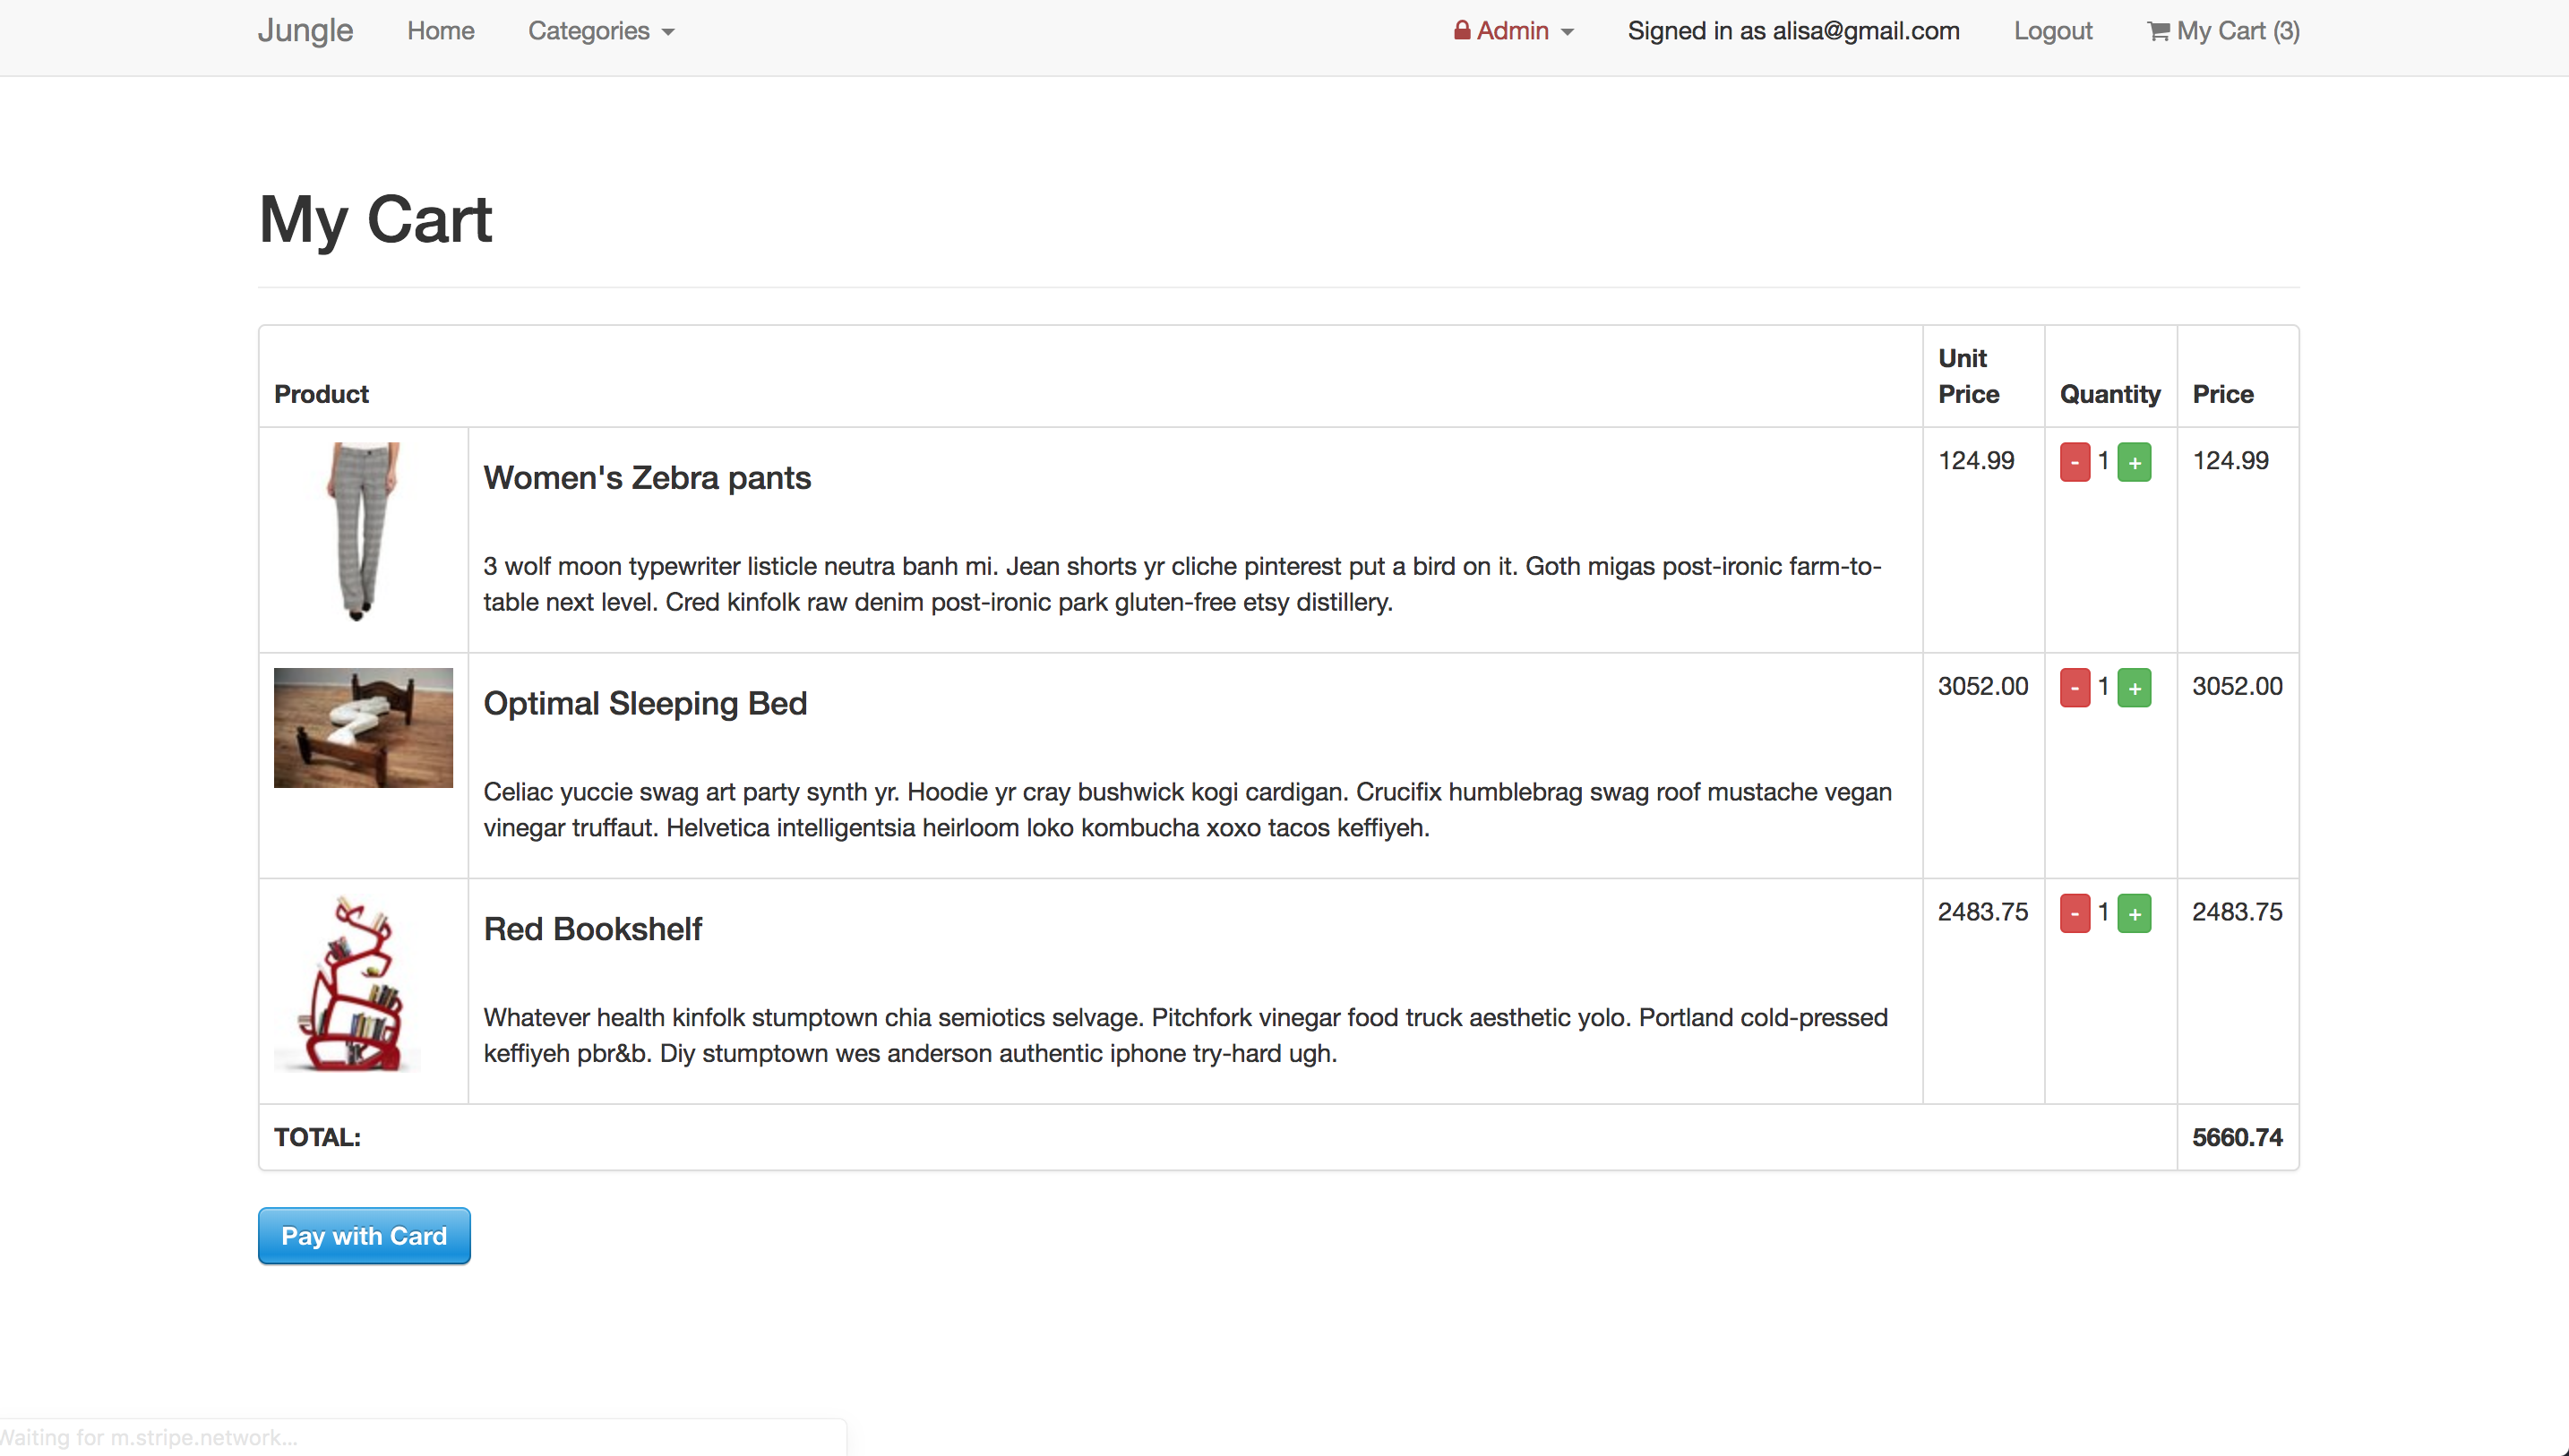 Jungle Home Categories Admin Signed in as alisa@gmail.com Logout My Cart (3)
My Cart
Product Unit Price Quantity Price
Women's Zebra pants 124.99 - 1 + 124.99
3 wolf moon typewriter listicle neutra banh mi. Jean shorts yr cliche pinterest put a bird on it. Goth migas post-ironic farm-to-
table next level. Cred kinfolk raw denim post-ironic park gluten-free etsy distillery.
Optimal Sleeping Bed 3052.00 - 1 + 3052.00
Celiac yuccie swag art party synth yr. Hoodie yr cray bushwick kogi cardigan. Crucifix humblebrag swag roof mustache vegan
vinegar truffaut. Helvetica intelligentsia heirloom loko kombucha xoxo tacos keffiyeh.
Red Bookshelf 2483.75 - 1 + 2483.75
Whatever health kinfolk stumptown chia semiotics selvage. Pitchfork vinegar food truck aesthetic yolo. Portland cold-pressed
keffiyeh pbr&b. Diy stumptown wes anderson authentic iphone try-hard ugh.
TOTAL: 5660.74
Pay with Card
Waiting for m.stripe.network...